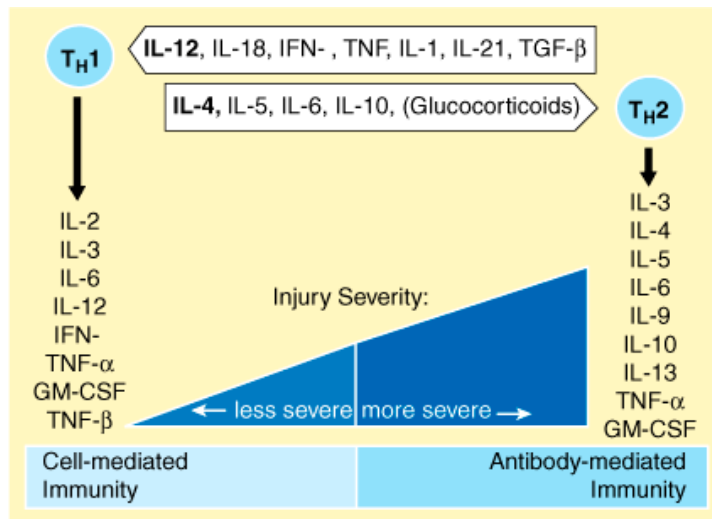 TH1
IL-12, IL-18, IFN- , TNF, IL-1, IL-21, TGF-β
IL-4, IL-5, IL-6, IL-10, (Glucocorticoids)
TH2
IL-2
IL-3
IL-6
IL-12
IFN-
TNF-α
GM-CSF
TNF-β
Injury Severity:
← less severe
more severe →
IL-3
IL-4
IL-5
IL-6
IL-9
IL-10
IL-13
TNF-α
GM-CSF
Cell-mediated
Immunity
Antibody-mediated
Immunity